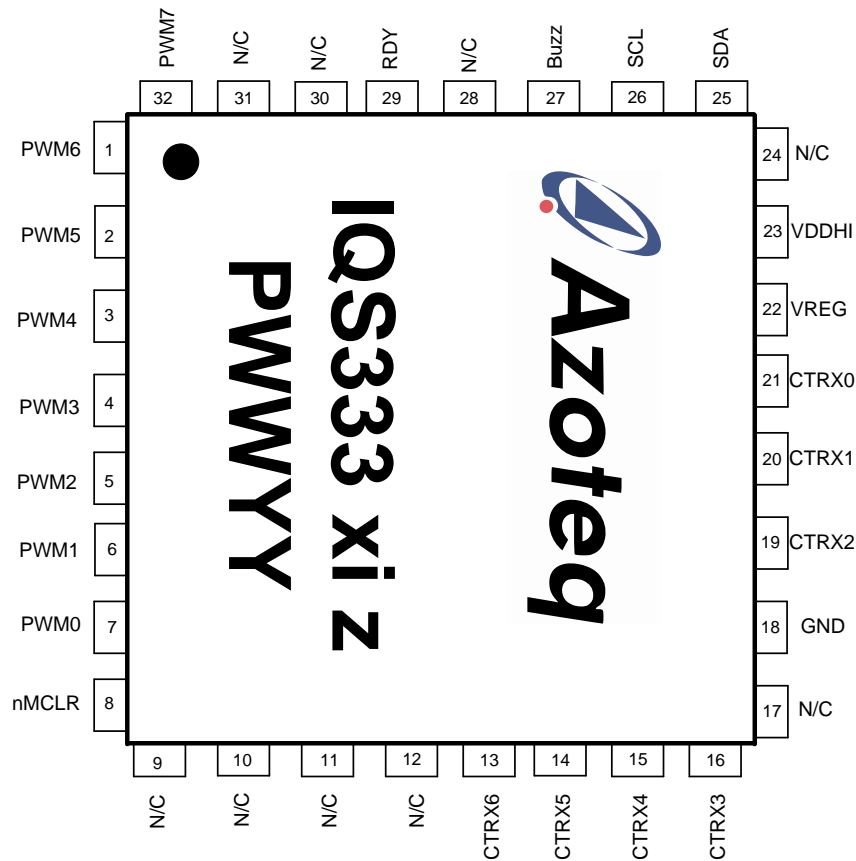 PWM7
N/C
N/C
RDY
N/C
Buzz
SCL
SDA
32
31
30
29
28
27
26
25
PWM6 1
PWM5 2
PWM4 3
PWM3 4
PWM2 5
PWM1 6
PWM0 7
nMCLR 8
Azoteq
IQS333 xi z
PWWYY
24 N/C
23 VDDHI
22 VREG
21 CTRX0
20 CTRX1
19 CTRX2
18 GND
17 N/C
9
10
11
12
13
14
15
16
N/C
N/C
N/C
N/C
CTRX6
CTRX5
CTRX4
CTRX3